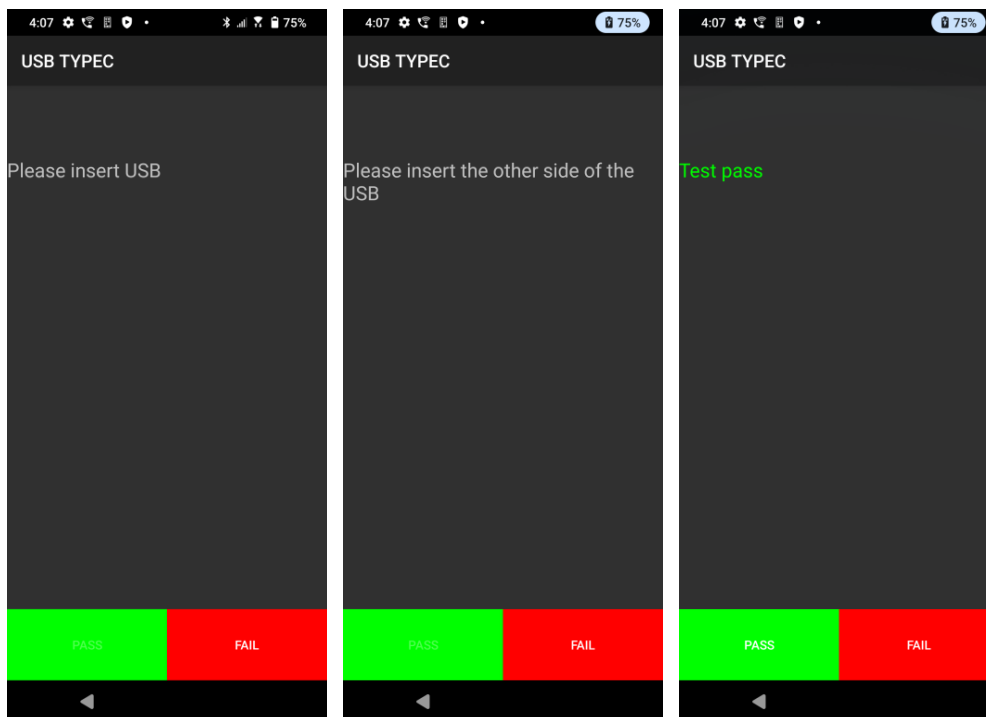 4:07
75%
USB TYPEC
Please insert USB
PASS
FAIL
4:07
75%
USB TYPEC
Please insert the other side of the
USB
PASS
FAIL
4:07
75%
USB TYPEC
Test pass
PASS
FAIL